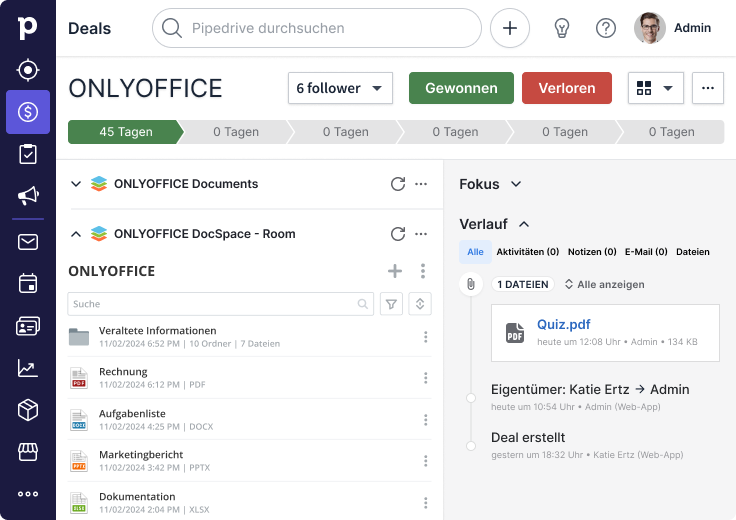 p
Deals
Pipedrive durchsuchen
Admin
ONLYOFFICE
6 follower
Gewonnen
Verloren
45 Tagen
0 Tagen
0 Tagen
0 Tagen
0 Tagen
0 Tagen
ONLYOFFICE Documents
ONLYOFFICE DocSpace - Room
ONLYOFFICE
Suche
Veraltete Informationen
11/02/2024 6:52 PM | 10 Ordner | 7 Dateien
PDF
Rechnung
11/02/2024 6:12 PM | PDF
DOCX
Aufgabenliste
11/02/2024 4:25 PM | DOCX
PPTX
Marketingbericht
11/02/2024 3:42 PM | PPTX
XLSX
Dokumentation
11/02/2024 2:04 PM | XLSX
Fokus
Verlauf
Alle Aktivitäten (0) Notizen (0) E-Mail (0) Dateien
1 DATEIEN Alle anzeigen
PDF
Quiz.pdf
heute um 12:08 Uhr • Admin • 134 KB
Eigentümer: Katie Ertz → Admin
heute um 10:54 Uhr • Admin (Web-App)
Deal erstellt
gestern um 18:32 Uhr • Katie Ertz (Web-App)